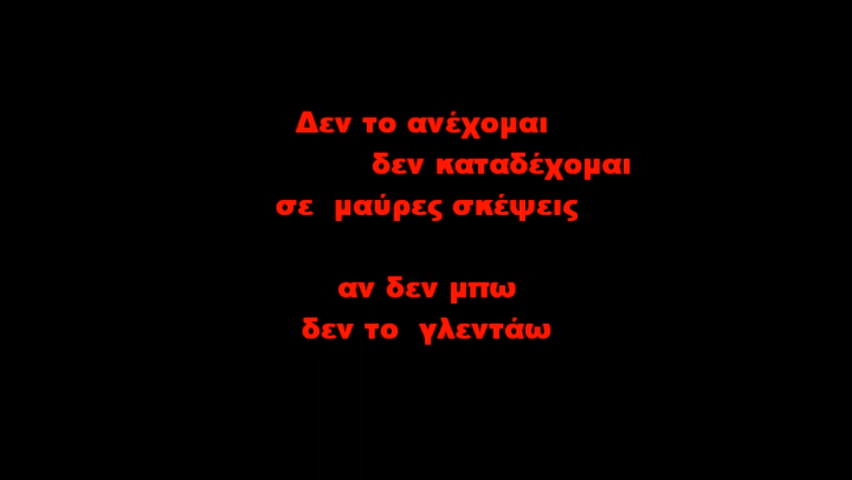 Δεν το ανέχομαι
δεν καταδέχομαι
σε μαύρες σκέψεις
αν δεν μπω
δεν το γλεντάω